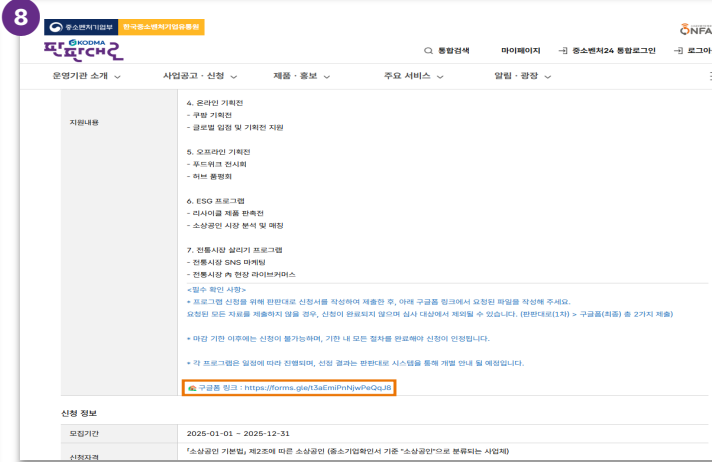 8
중소벤처기업부
한국중소벤처기업유통원
KODMA
판판대로
통합검색
마이페이지
중소벤처24 통합로그인
로그아
운영기관 소개
사업공고 · 신청
제품 · 홍보
주요 서비스
알림 · 광장
지원내용
4. 온라인 기획전
- 쿠팡 기획전
- 글로벌 입점 및 기획전 지원
5. 오프라인 기획전
- 푸드위크 전시회
- 허브 품평회
6. ESG 프로그램
- 리사이클 제품 판촉전
- 소상공인 시장 분석 및 매칭
7. 전통시장 살리기 프로그램
- 전통시장 SNS 마케팅
- 전통시장 內 현장 라이브커머스
<필수 확인 사항>
* 프로그램 신청을 위해 판판대로 신청서를 작성하여 제출한 후, 아래 구글폼 링크에서 요청된 파일을 작성해 주세요.
요청된 모든 자료를 제출하지 않을 경우, 신청이 완료되지 않으며 심사 대상에서 제외될 수 있습니다. (판판대로(1차) > 구글폼(최종) 총 2가지 제출)
* 마감 기한 이후에는 신청이 불가능하며, 기한 내 모든 절차를 완료해야 신청이 인정됩니다.
* 각 프로그램은 일정에 따라 진행되며, 선정 결과는 판판대로 시스템을 통해 개별 안내 될 예정입니다.
구글폼 링크 : https://forms.gle/t3aEmiPnNjwPeQqJ8
신청 정보
모집기간
2025-01-01 ~ 2025-12-31
신청자격
「소상공인 기본법」 제2조에 따른 소상공인 (중소기업확인서 기준 "소상공인"으로 분류되는 사업체)